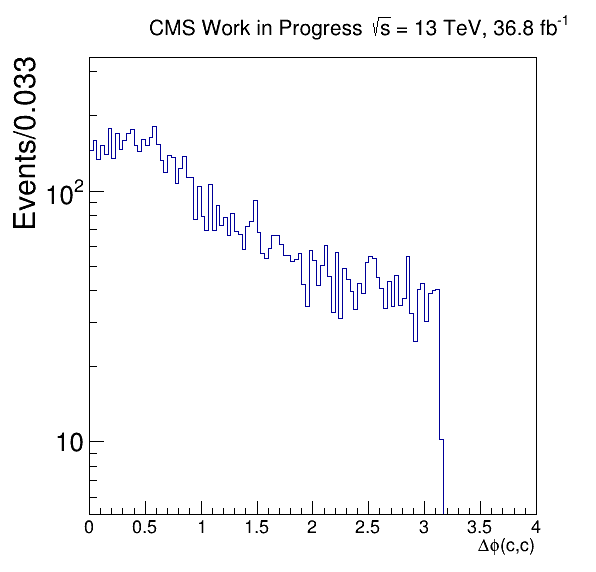 CMS Work in Progress √s = 13 TeV, 36.8 fb⁻¹
Events/0.033
10²
10
0 0.5 1 1.5 2 2.5 3 3.5 4
Δϕ(c,c)